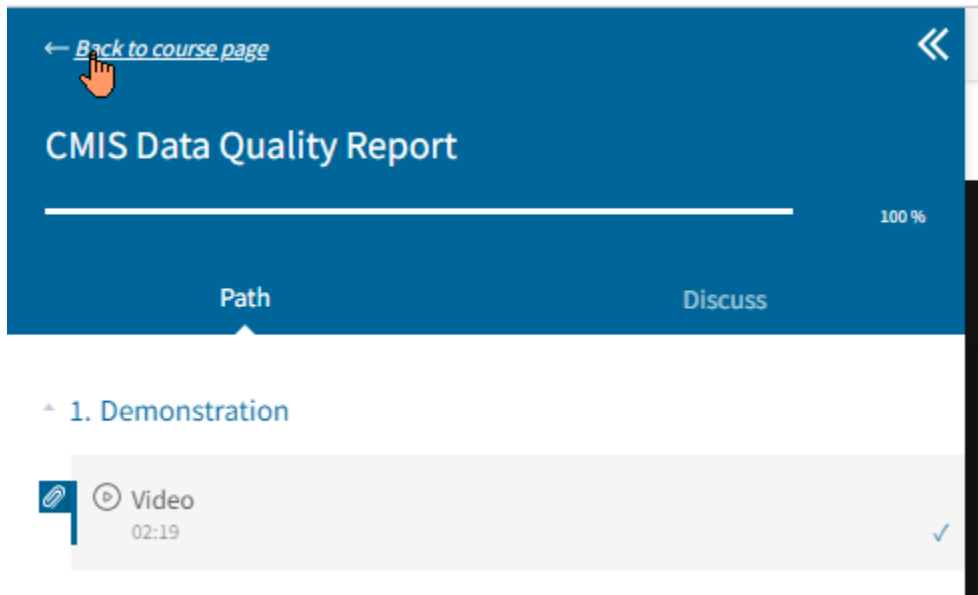 ← Back to course page
CMIS Data Quality Report
100 %
Path
Discuss
1. Demonstration
Video
02:19